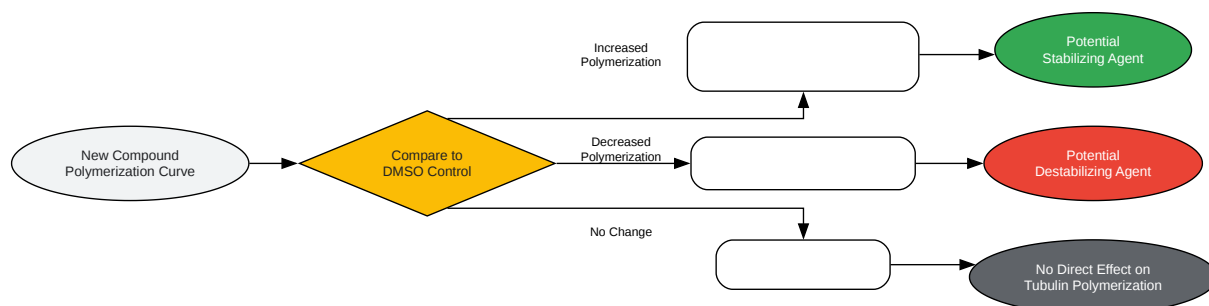 New Compound
Polymerization Curve
Compare to
DMSO Control
Increased
Polymerization
Potential
Stabilizing Agent
Decreased
Polymerization
Potential
Destabilizing Agent
No Change
No Direct Effect on
Tubulin Polymerization